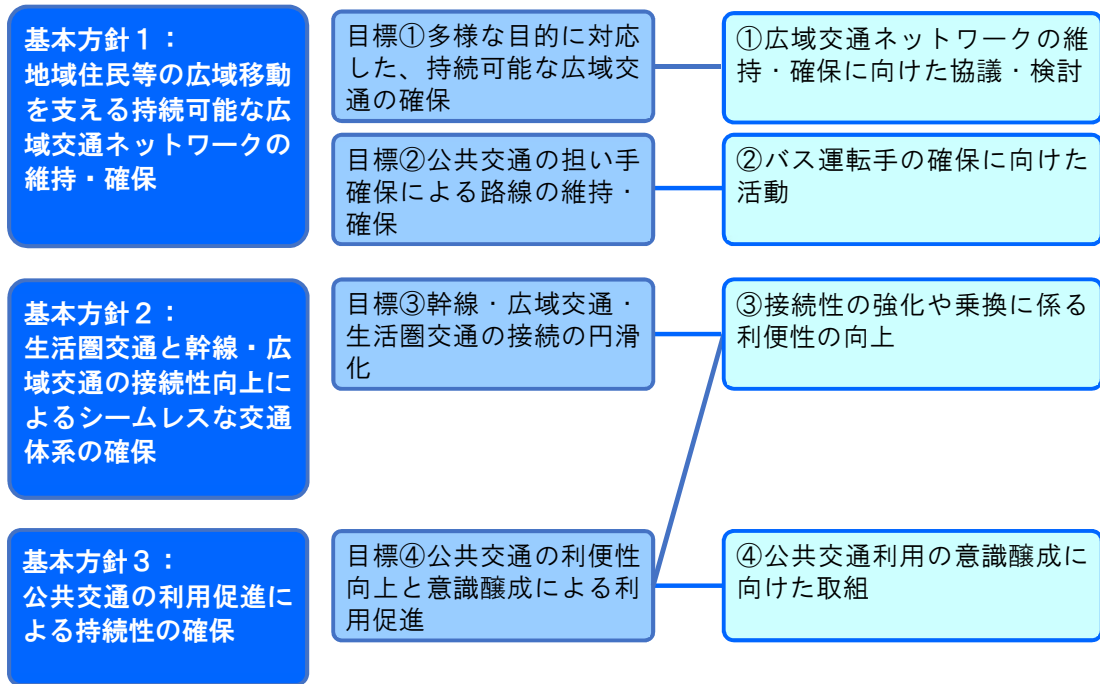 基本方針１：
地域住民等の広域移動
を支える持続可能な広
域交通ネットワークの
維持・確保
目標①多様な目的に対応
した、持続可能な広域交
通の確保
①広域交通ネットワークの維
持・確保に向けた協議・検討
目標②公共交通の担い手
確保による路線の維持・
確保
②バス運転手の確保に向けた
活動
基本方針２：
生活圏交通と幹線・広
域交通の接続性向上に
よるシームレスな交通
体系の確保
目標③幹線・広域交通・
生活圏交通の接続の円滑
化
③接続性の強化や乗換に係る
利便性の向上
基本方針３：
公共交通の利用促進に
よる持続性の確保
目標④公共交通の利便性
向上と意識醸成による利
用促進
④公共交通利用の意識醸成に
向けた取組